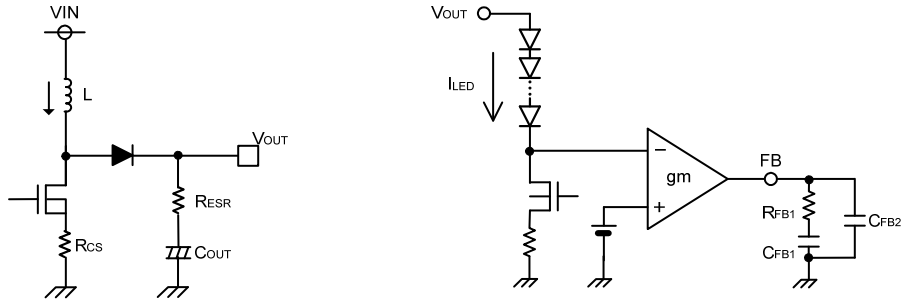 VIN
L
VOUT
RESR
RCS
COUT
VOUT
ILED
−
gm
+
FB
RFB1
CFB2
CFB1